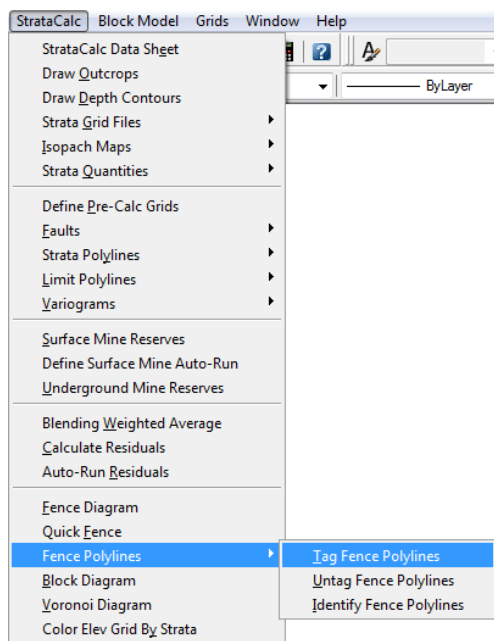 StrataCalc Block Model Grids Window Help
StrataCalc Data Sheet
Draw Outcrops
Draw Depth Contours
ByLayer
Strata Grid Files
Isopach Maps
Strata Quantities
Define Pre-Calc Grids
Faults
Strata Polylines
Limit Polylines
Variograms
Surface Mine Reserves
Define Surface Mine Auto-Run
Underground Mine Reserves
Blending Weighted Average
Calculate Residuals
Auto-Run Residuals
Fence Diagram
Quick Fence
Fence Polylines
Tag Fence Polylines
Block Diagram
Untag Fence Polylines
Voronoi Diagram
Identify Fence Polylines
Color Elev Grid By Strata